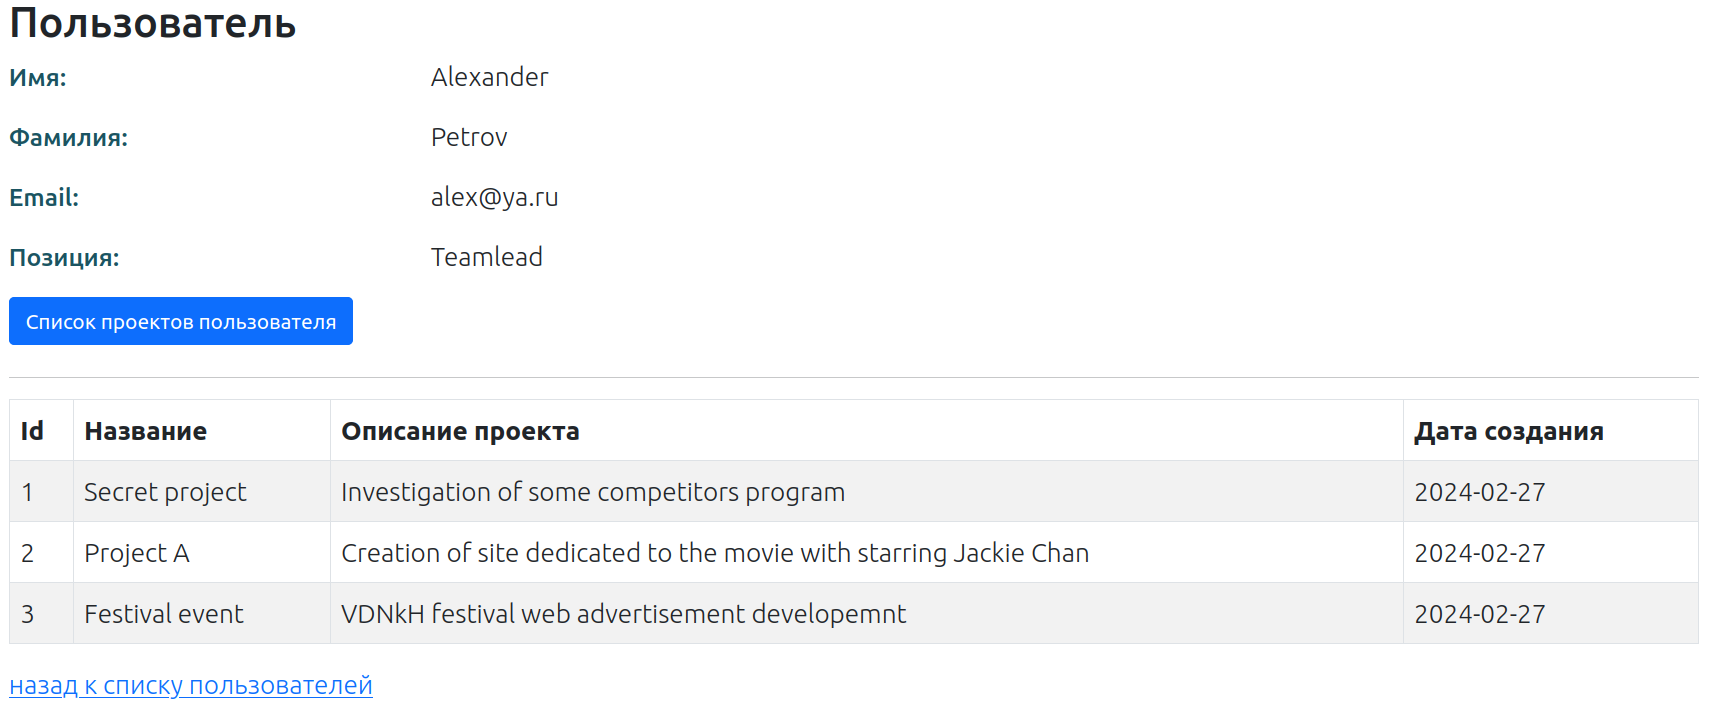 Пользователь
Имя: Alexander
Фамилия: Petrov
Email: alex@ya.ru
Позиция: Teamlead
Список проектов пользователя
Id Название Описание проекта Дата создания
1 Secret project Investigation of some competitors program 2024-02-27
2 Project A Creation of site dedicated to the movie with starring Jackie Chan 2024-02-27
3 Festival event VDNkH festival web advertisement developemnt 2024-02-27
назад к списку пользователей